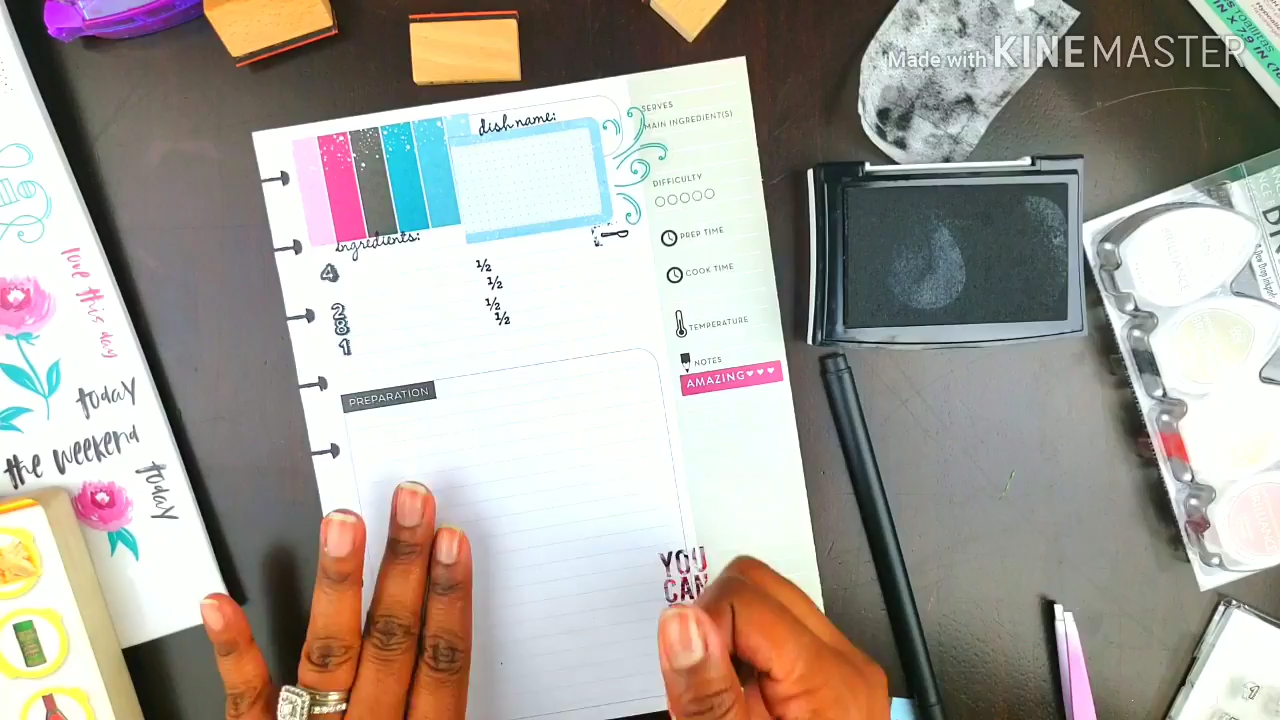 Made with KINEMASTER
dish name:
SERVES
MAIN INGREDIENT(S)
DIFFICULTY
PREP TIME
COOK TIME
TEMPERATURE
NOTES
AMAZING
Ingredients:
4
2
8
1
½
½
½
½
PREPARATION
YOU
CAN
love this day
today
the weekend
today